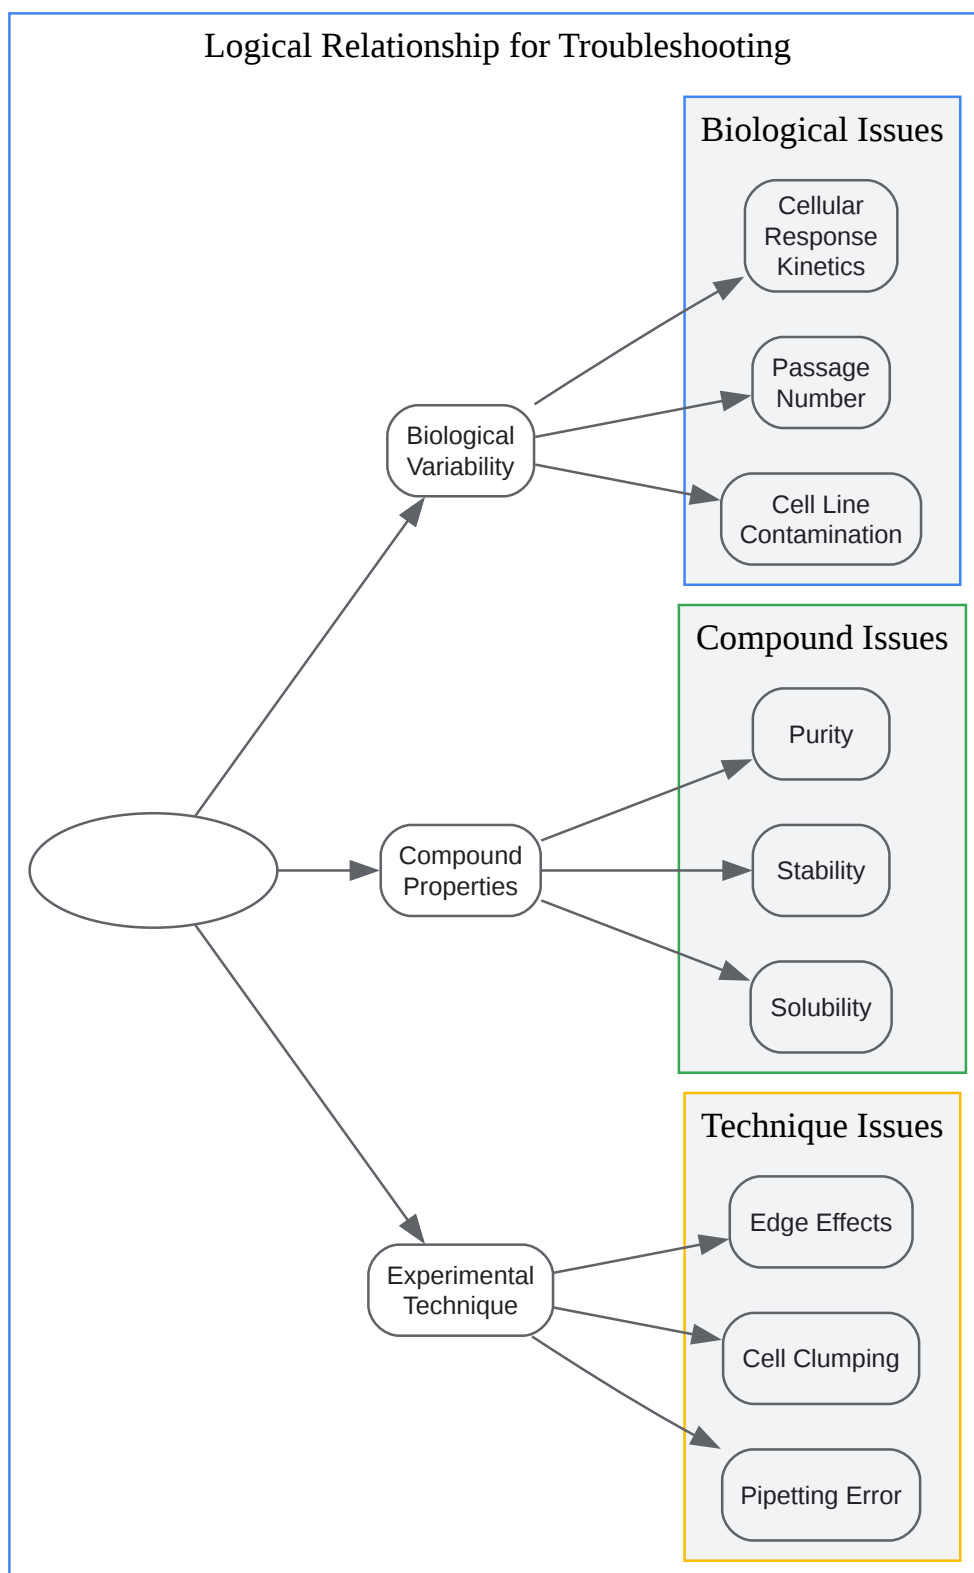 Logical Relationship for Troubleshooting
Biological Issues
Cellular
Response
Kinetics
Passage
Number
Cell Line
Contamination
Biological
Variability
Compound Issues
Purity
Stability
Solubility
Compound
Properties
Technique Issues
Edge Effects
Cell Clumping
Pipetting Error
Experimental
Technique